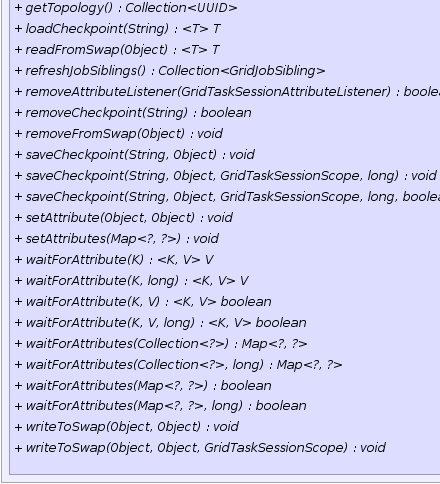 + getTopology() : Collection<UUID>
+ loadCheckpoint(String) : <T> T
+ readFromSwap(Object) : <T> T
+ refreshJobSiblings() : Collection<GridJobSibling>
+ removeAttributeListener(GridTaskSessionAttributeListener) : boole
+ removeCheckpoint(String) : boolean
+ removeFromSwap(Object) : void
+ saveCheckpoint(String, Object) : void
+ saveCheckpoint(String, Object, GridTaskSessionScope, long) : void
+ saveCheckpoint(String, Object, GridTaskSessionScope, long, boolea
+ setAttribute(Object, Object) : void
+ setAttributes(Map<?, ?>) : void
+ waitForAttribute(K) : <K, V> V
+ waitForAttribute(K, long) : <K, V> V
+ waitForAttribute(K, V) : <K, V> boolean
+ waitForAttribute(K, V, long) : <K, V> boolean
+ waitForAttributes(Collection<?>) : Map<?, ?>
+ waitForAttributes(Collection<?>, long) : Map<?, ?>
+ waitForAttributes(Map<?, ?>) : boolean
+ waitForAttributes(Map<?, ?>, long) : boolean
+ writeToSwap(Object, Object) : void
+ writeToSwap(Object, Object, GridTaskSessionScope) : void